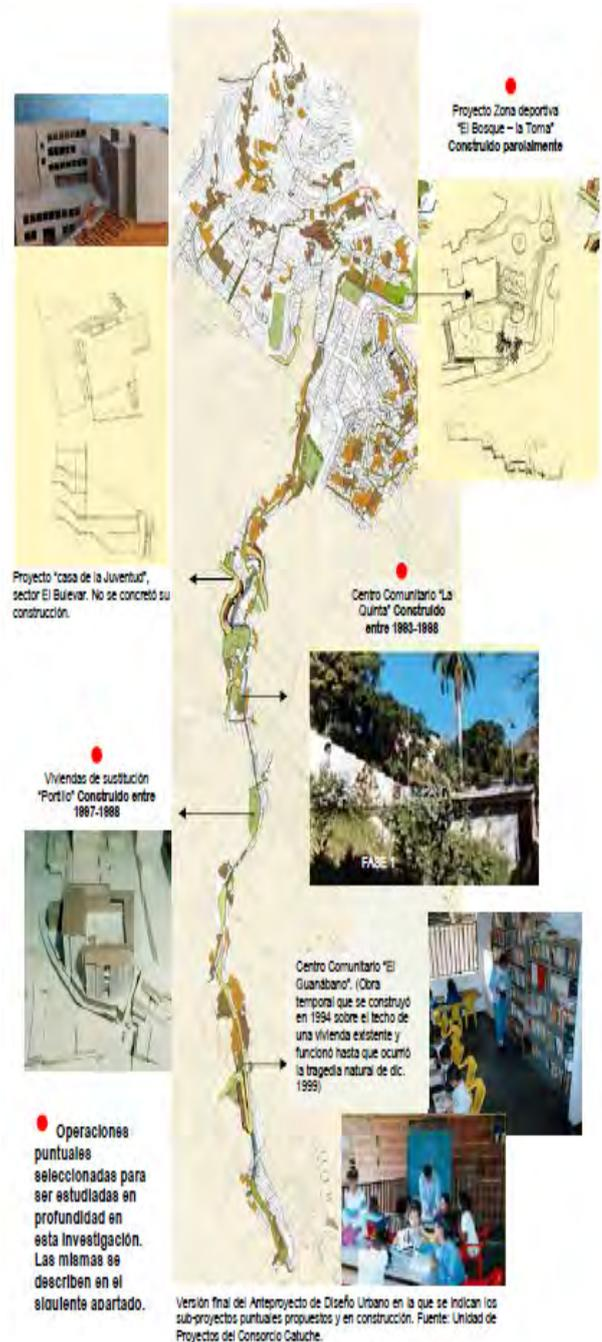 Proyecto Zona deportiva
"El Bosque – la Toma"
Construido parcialmente
Proyecto "casa de la Juventud",
sector El Bulevar. No se concretó su
construcción.
Centro Comunitario "La
Quinta" Construido
entre 1993-1998
Viviendas de sustitución
"Portillo" Construido entre
1997-1998
FASE 1
Centro Comunitario "El
Guanábano". (Obra
temporal que se construyó
en 1994 sobre el techo de
una vivienda existente y
funcionó hasta que ocurrió
la tragedia natural de dic.
1999)
Operaciones
puntuales
seleccionadas para
ser estudiadas en
profundidad en
esta investigación.
Las mismas se
describen en el
siguiente apartado.
Versión final del Anteproyecto de Diseño Urbano en la que se indican los
sub-proyectos puntuales propuestos y en construcción. Fuente: Unidad de
Proyectos del Consorcio Catuche.